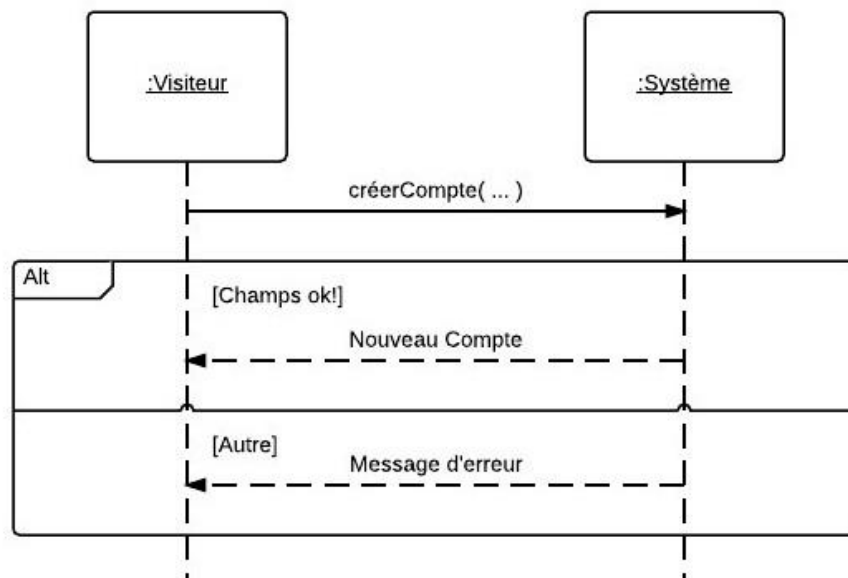 :Visiteur
:Système
créerCompte( ... )
Alt
[Champs ok!]
Nouveau Compte
[Autre]
Message d'erreur